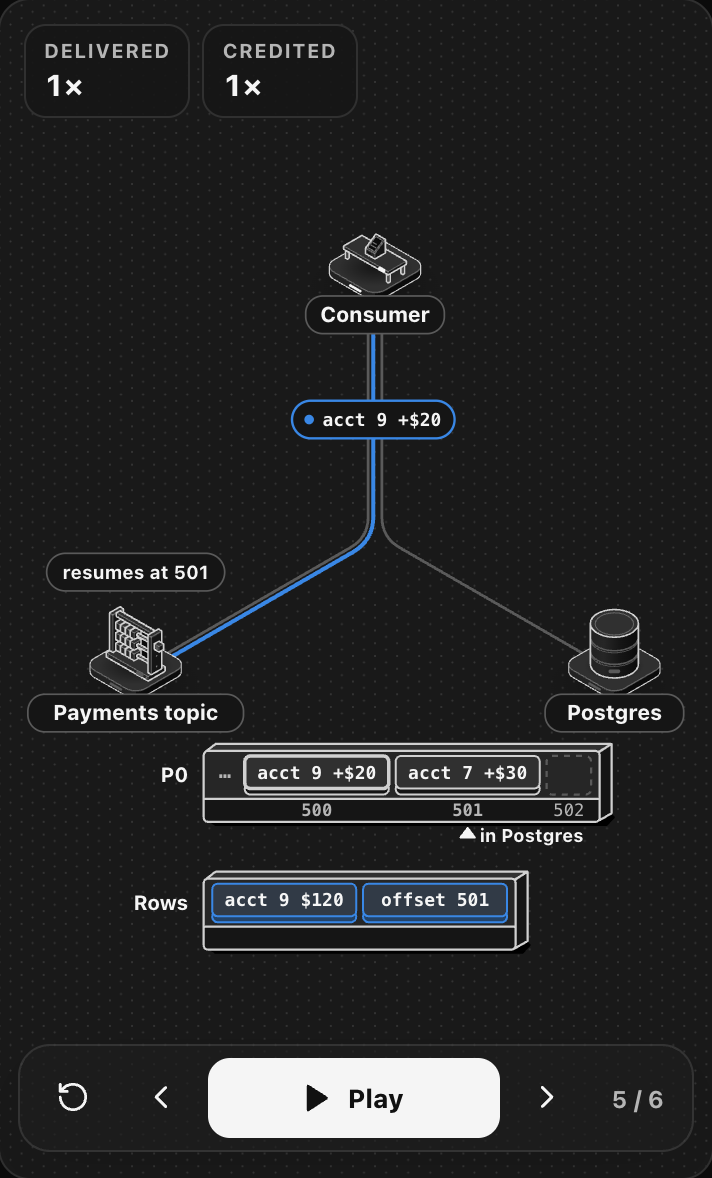 DELIVERED
1×
CREDITED
1×
Consumer
acct 9 +$20
resumes at 501
Payments topic
Postgres
P0
… acct 9 +$20 acct 7 +$30
500 501 502
in Postgres
Rows
acct 9 $120 offset 501
Play
5 / 6